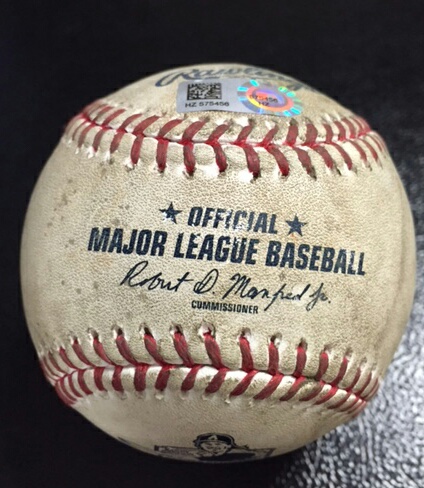 HZ 575456
★ OFFICIAL ★
MAJOR LEAGUE BASEBALL
Robert D. Manfred Jr.
COMMISSIONER